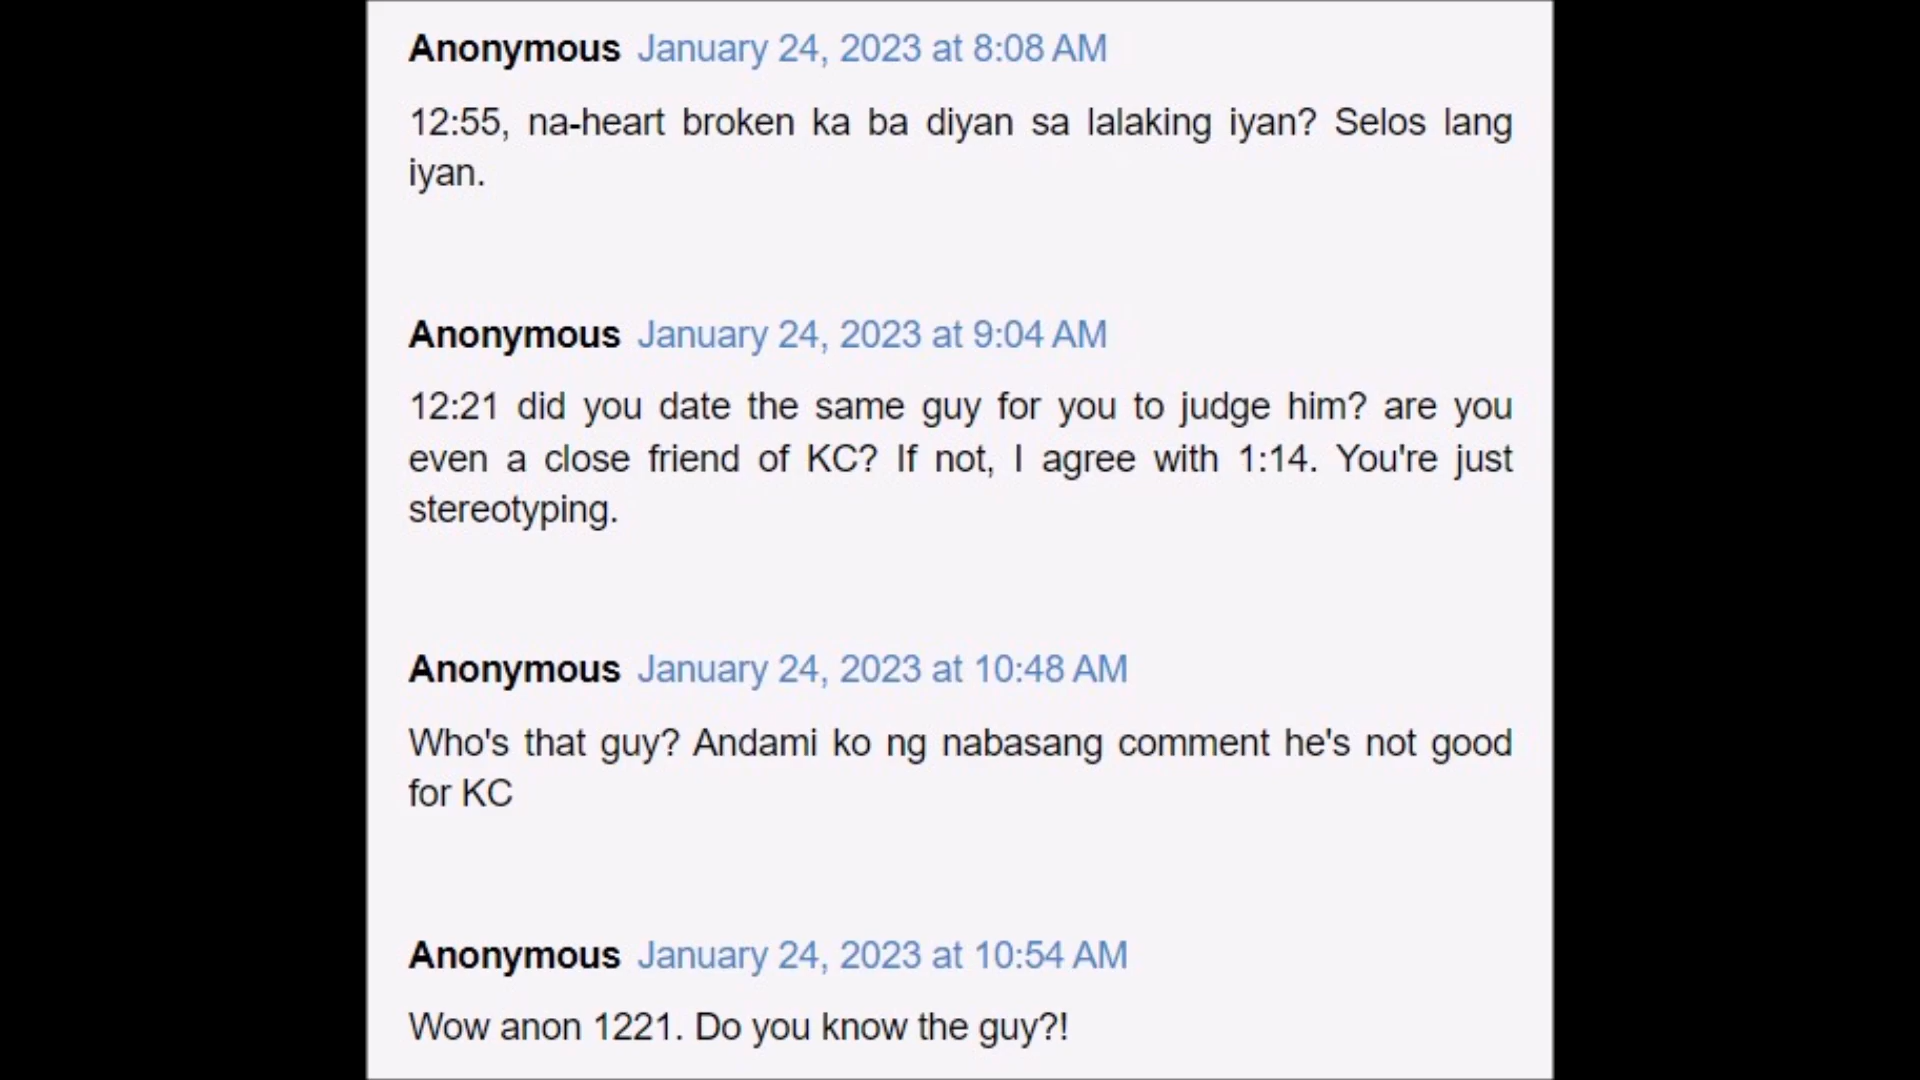 Anonymous January 24, 2023 at 8:08 AM
12:55, na-heart broken ka ba diyan sa lalaking iyan? Selos lang
iyan.
Anonymous January 24, 2023 at 9:04 AM
12:21 did you date the same guy for you to judge him? are you
even a close friend of KC? If not, I agree with 1:14. You're just
stereotyping.
Anonymous January 24, 2023 at 10:48 AM
Who's that guy? Andami ko ng nabasang comment he's not good
for KC
Anonymous January 24, 2023 at 10:54 AM
Wow anon 1221. Do you know the guy?!